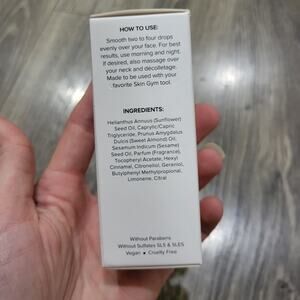 HOW TO USE:
Smooth two to four drops
evenly over your face. For best
results, use morning and night.
If desired, also massage over
your neck and décolletage.
Made to be used with your
favorite Skin Gym tool.
INGREDIENTS:
Helianthus Annuus (Sunflower)
Seed Oil, Caprylic/Capric
Triglyceride, Prunus Amygdalus
Dulcis (Sweet Almond) Oil,
Sesamum Indicum (Sesame)
Seed Oil, Parfum (Fragrance),
Tocopheryl Acetate, Hexyl
Cinnamal, Citronellol, Geraniol,
Butylphenyl Methylpropional,
Limonene, Citral
Without Parabens
Without Sulfates SLS & SLES
Vegan • Cruelty Free